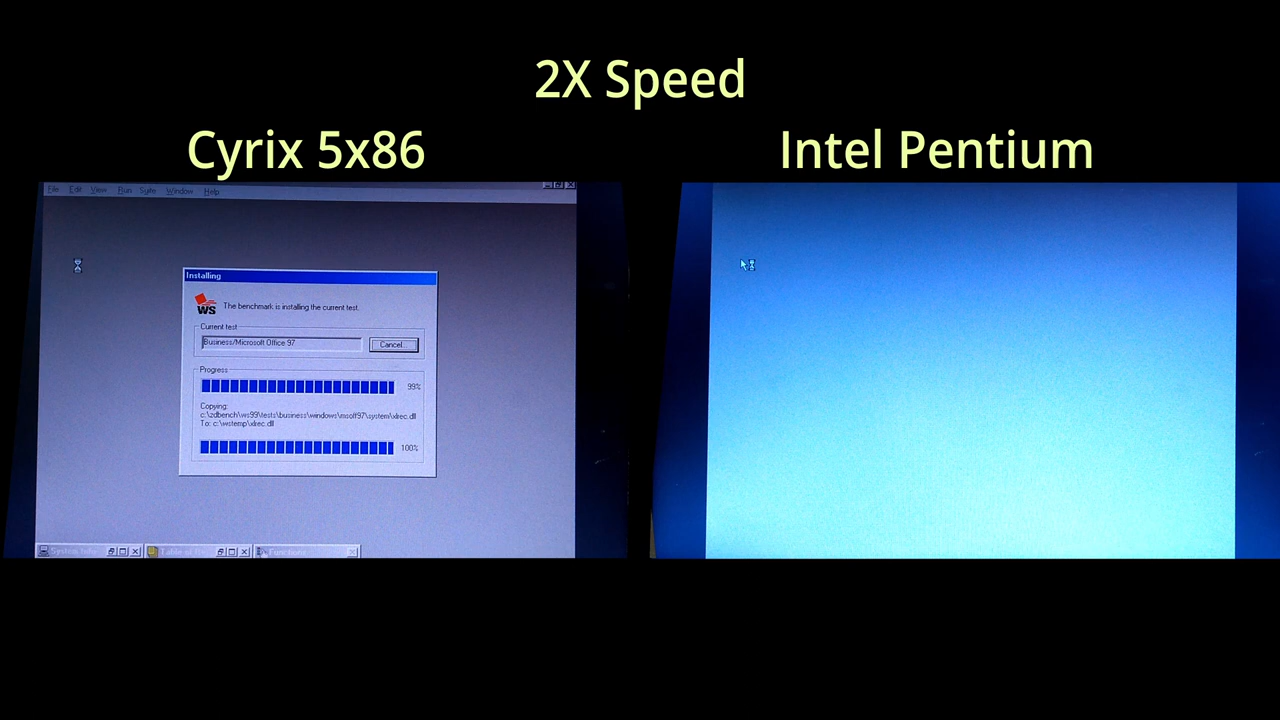 2X Speed
Cyrix 5x86
Intel Pentium
File Edit View Run Suite Window Help
Installing
WS
The benchmark is installing the current test.
Current test
Business/Microsoft Office 97
Cancel...
Progress
99%
Copying:
c:\zdbench\ws99\tests\business\windows\msoff97\system\xlrec.dll
To: c:\wstemp\xlrec.dll
100%
Functions